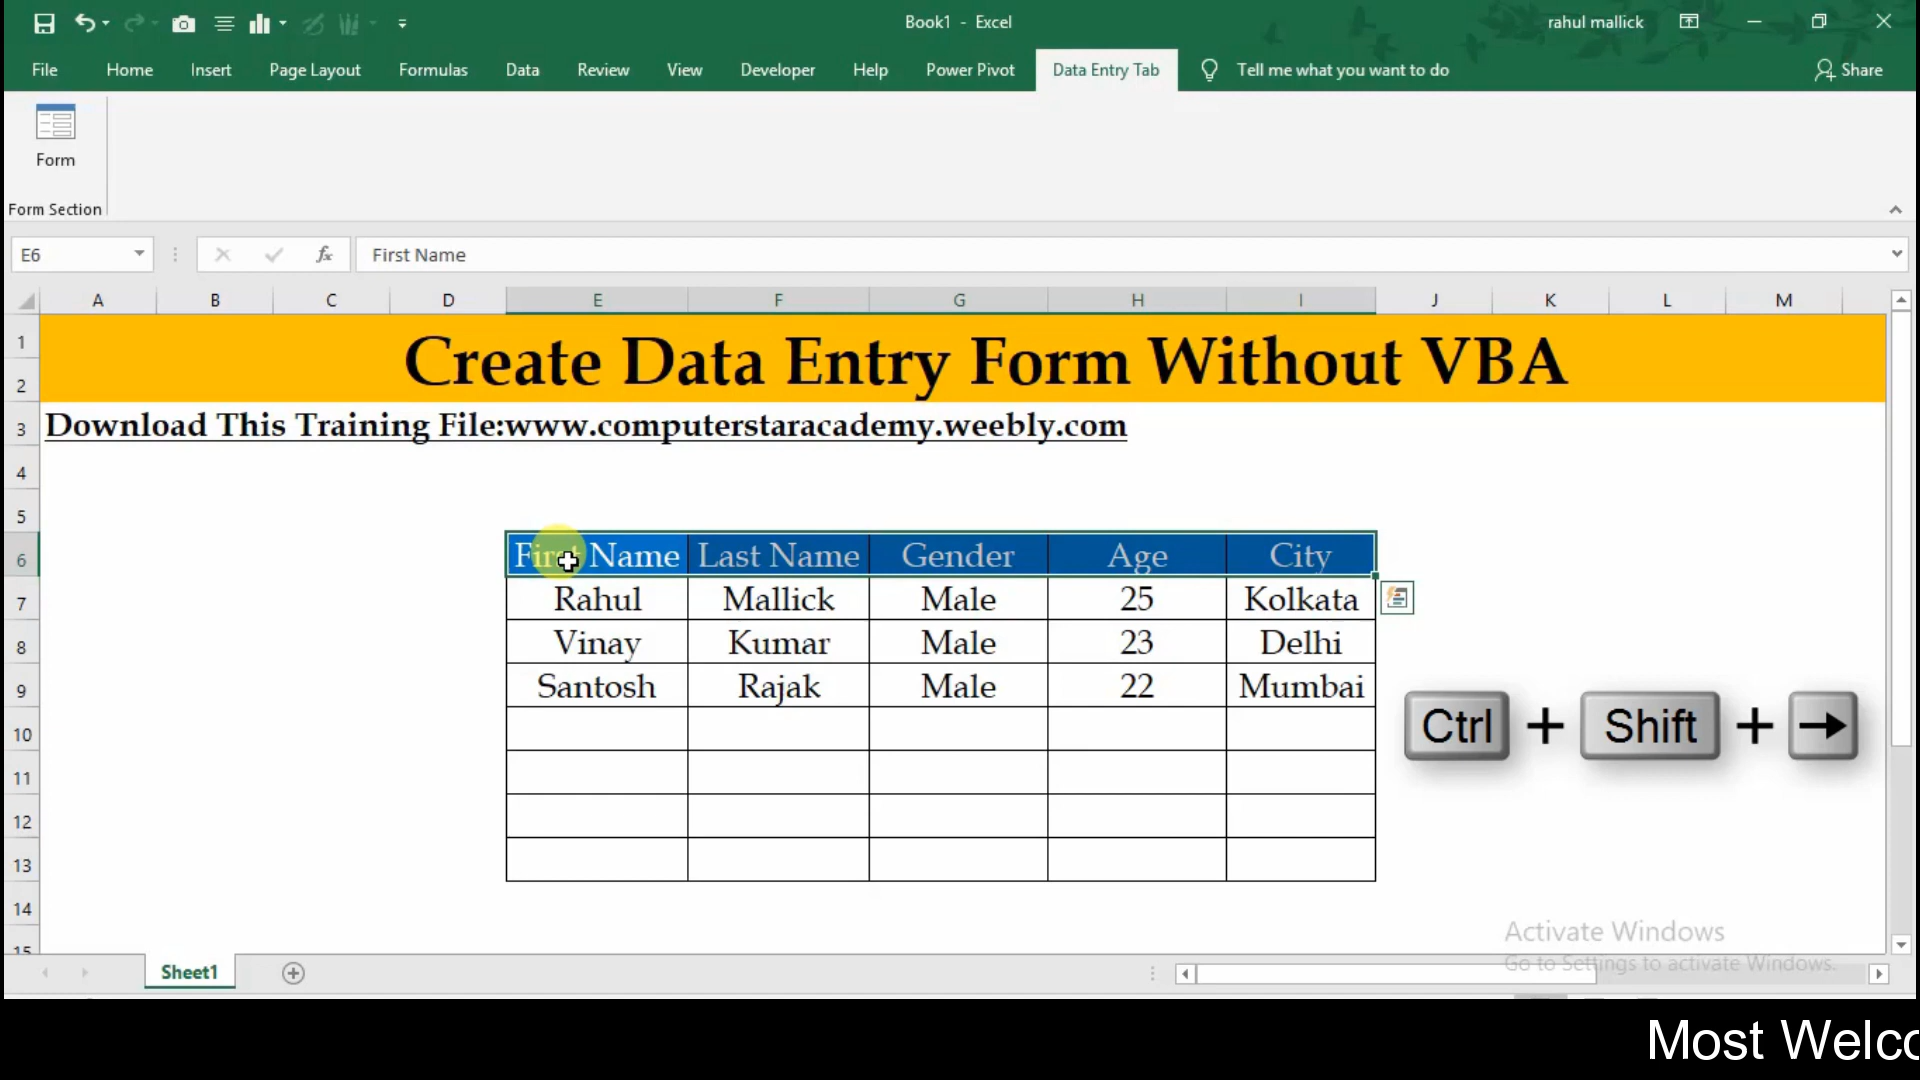 Book1 - Excel
rahul mallick
File Home Insert Page Layout Formulas Data Review View Developer Help Power Pivot Data Entry Tab Tell me what you want to do Share
Form
Form Section
E6 fx First Name
A B C D E F G H I J K L M
1
Create Data Entry Form Without VBA
2
3 Download This Training File:www.computerstaracademy.weebly.com
4
5
6 First Name Last Name Gender Age City
7 Rahul Mallick Male 25 Kolkata
8 Vinay Kumar Male 23 Delhi
9 Santosh Rajak Male 22 Mumbai
10
Ctrl + Shift + →
11
12
13
14
15
Activate Windows
Go to Settings to activate Windows.
Sheet1
Most Welco